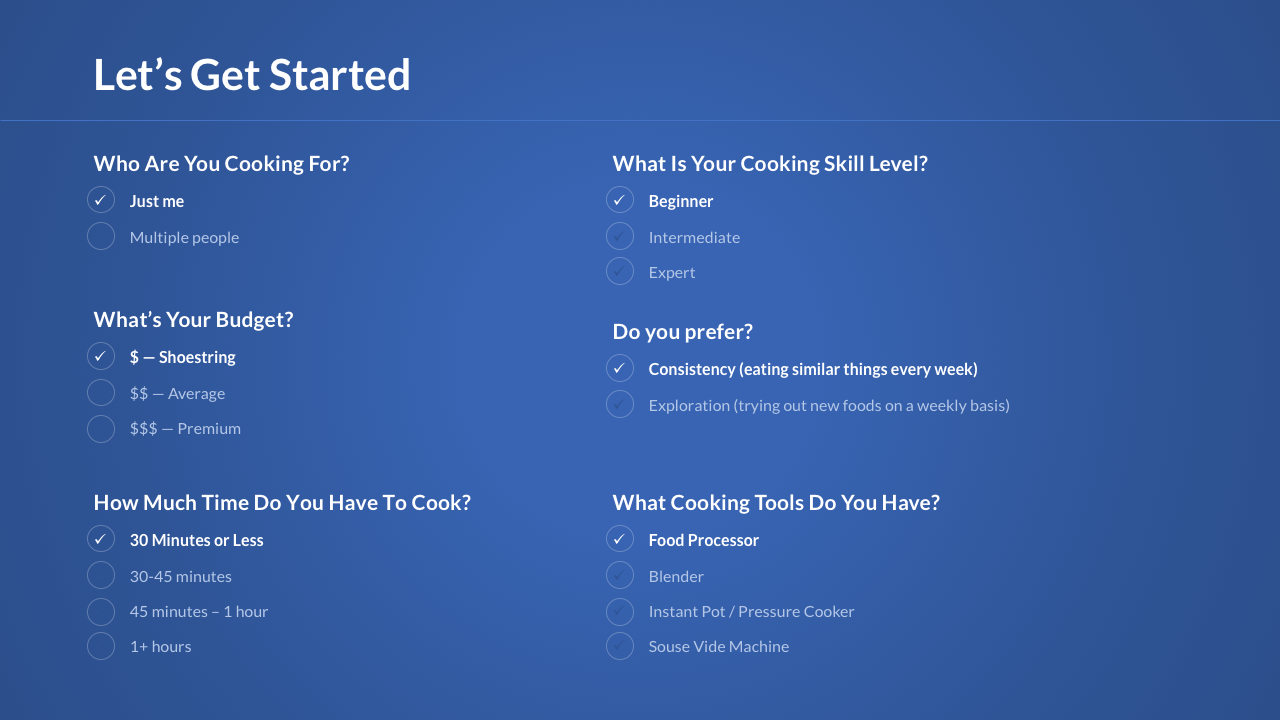 Let’s Get Started
Who Are You Cooking For?
✓ Just me
Multiple people
What’s Your Budget?
✓ $ — Shoestring
$$ — Average
$$$ — Premium
How Much Time Do You Have To Cook?
✓ 30 Minutes or Less
30-45 minutes
45 minutes – 1 hour
1+ hours
What Is Your Cooking Skill Level?
✓ Beginner
✓ Intermediate
✓ Expert
Do you prefer?
✓ Consistency (eating similar things every week)
✓ Exploration (trying out new foods on a weekly basis)
What Cooking Tools Do You Have?
✓ Food Processor
✓ Blender
✓ Instant Pot / Pressure Cooker
✓ Souse Vide Machine